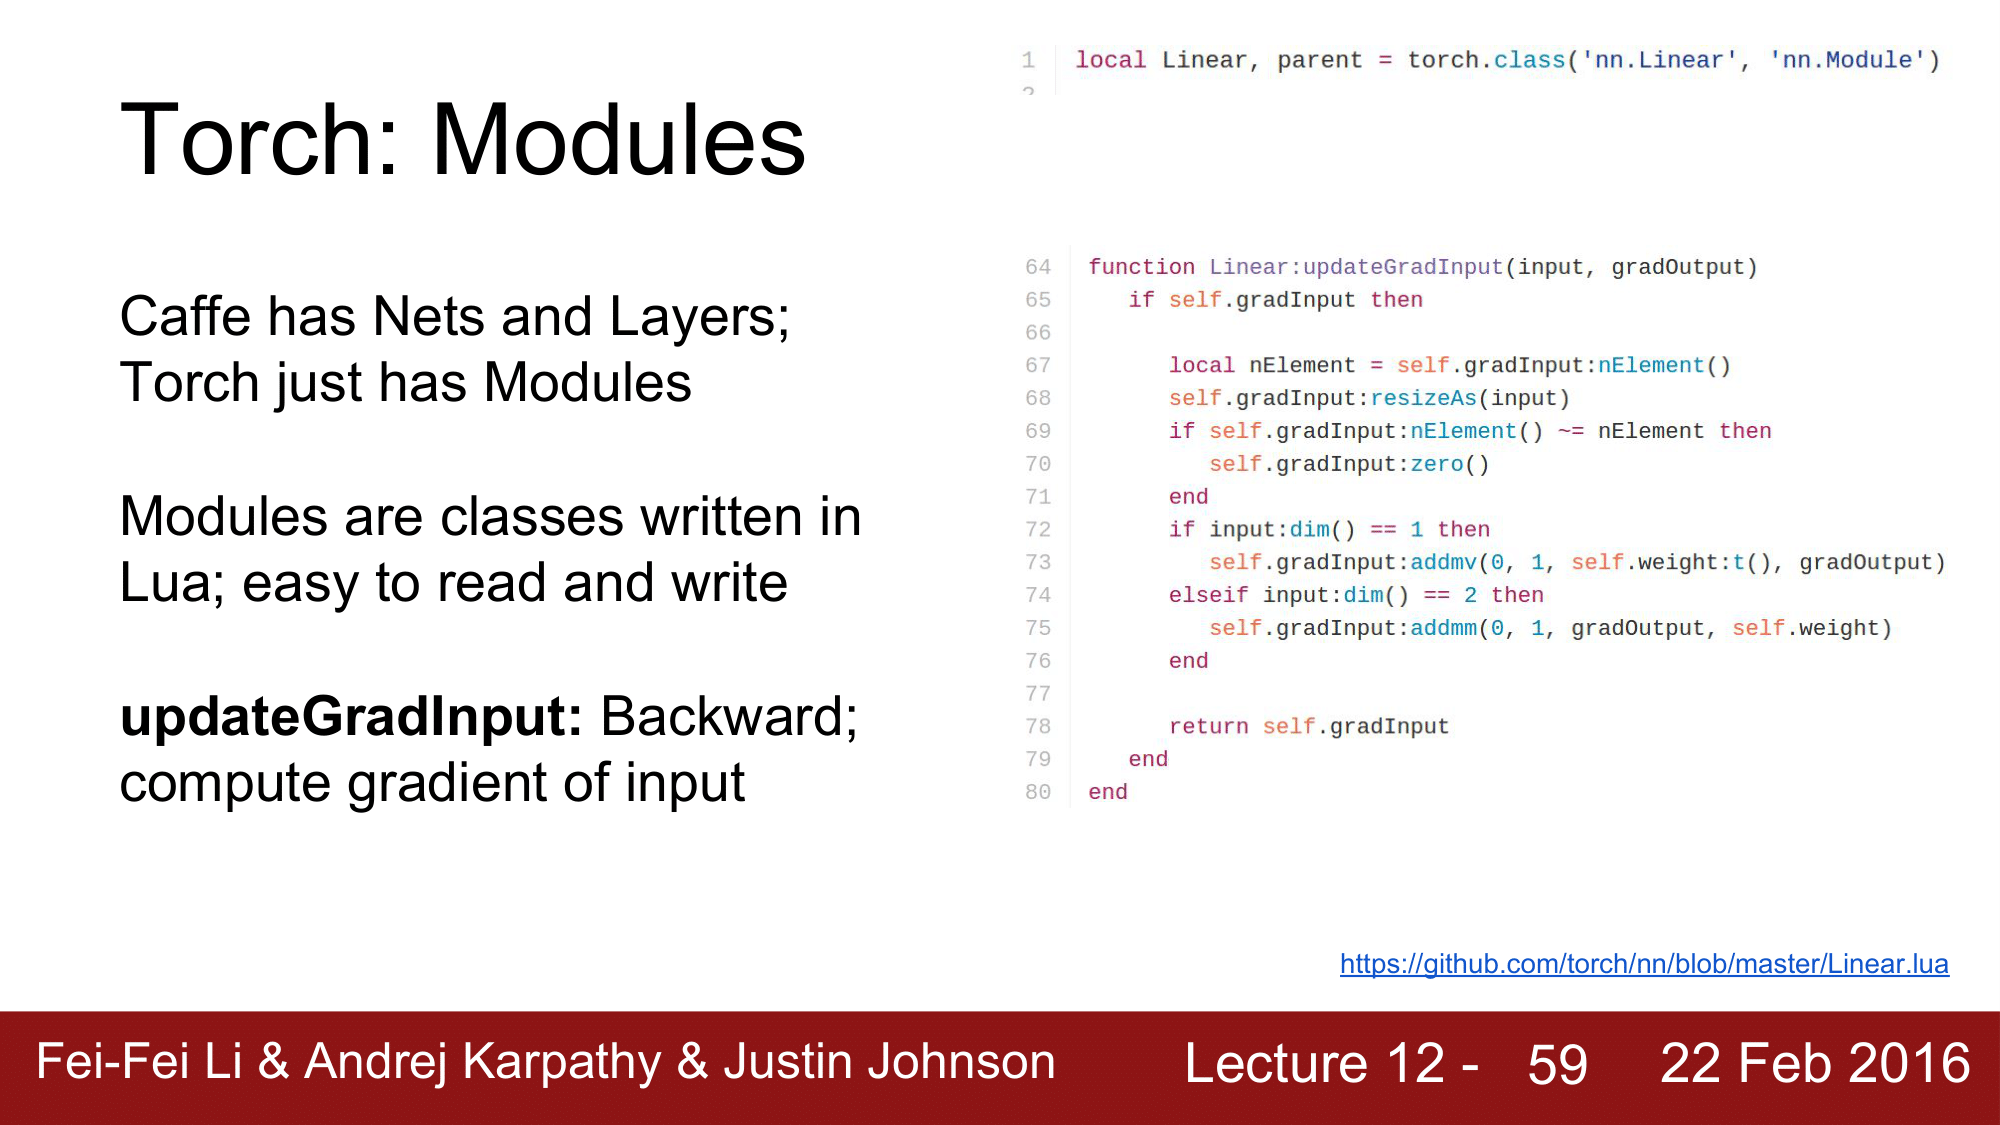 Torch: Modules
Caffe has Nets and Layers;
Torch just has Modules
Modules are classes written in
Lua; easy to read and write
updateGradInput: Backward;
compute gradient of input
1 local Linear, parent = torch.class('nn.Linear', 'nn.Module')
2
64 function Linear:updateGradInput(input, gradOutput)
65 if self.gradInput then
66
67 local nElement = self.gradInput:nElement()
68 self.gradInput:resizeAs(input)
69 if self.gradInput:nElement() ~= nElement then
70 self.gradInput:zero()
71 end
72 if input:dim() == 1 then
73 self.gradInput:addmv(0, 1, self.weight:t(), gradOutput)
74 elseif input:dim() == 2 then
75 self.gradInput:addmm(0, 1, gradOutput, self.weight)
76 end
77
78 return self.gradInput
79 end
80 end
https://github.com/torch/nn/blob/master/Linear.lua
Fei-Fei Li & Andrej Karpathy & Justin Johnson Lecture 12 - 59 22 Feb 2016